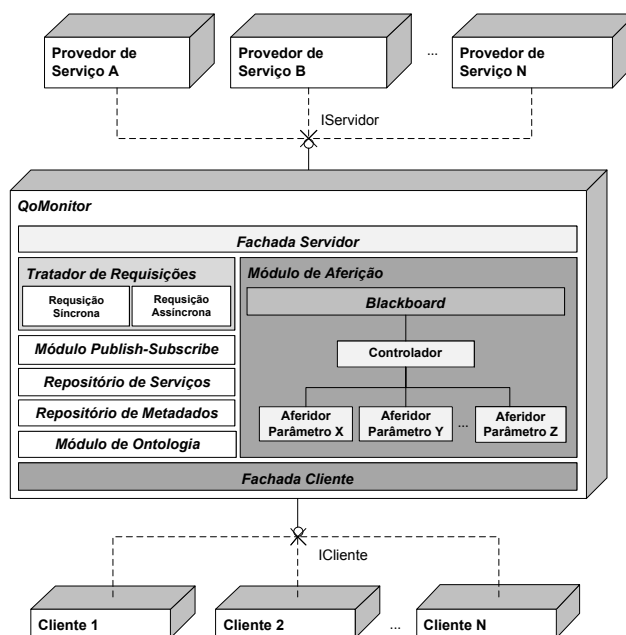 Provedor de
Serviço A
Provedor de
Serviço B
...
Provedor de
Serviço N
IServidor
QoMonitor
Fachada Servidor
Tratador de Requisições
Requsição
Síncrona
Requsição
Assíncrona
Módulo Publish-Subscribe
Repositório de Serviços
Repositório de Metadados
Módulo de Ontologia
Módulo de Aferição
Blackboard
Controlador
Aferidor
Parâmetro X
Aferidor
Parâmetro Y
...
Aferidor
Parâmetro Z
Fachada Cliente
ICliente
Cliente 1
Cliente 2
...
Cliente N